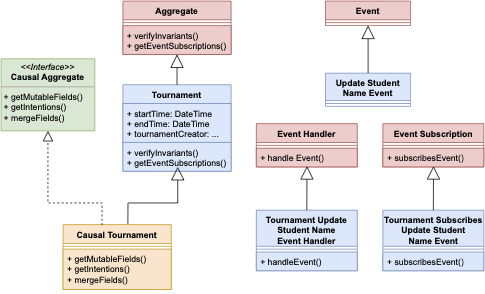 Aggregate
+ verifyInvariants()
+ getEventSubscriptions()
Event
<<Interface>>
Causal Aggregate
+ getMutableFields()
+ getIntentions()
+ mergeFields()
Tournament
+ startTime: DateTime
+ endTime: DateTime
+ tournamentCreator: ...
+ verifyInvariants()
+ getEventSubscriptions()
Update Student
Name Event
Event Handler
+ handle Event()
Event Subscription
+ subscribesEvent()
Causal Tournament
+ getMutableFields()
+ getIntentions()
+ mergeFields()
Tournament Update
Student Name
Event Handler
+ handleEvent()
Tournament Subscribes
Update Student
Name Event
+ subscribesEvent()